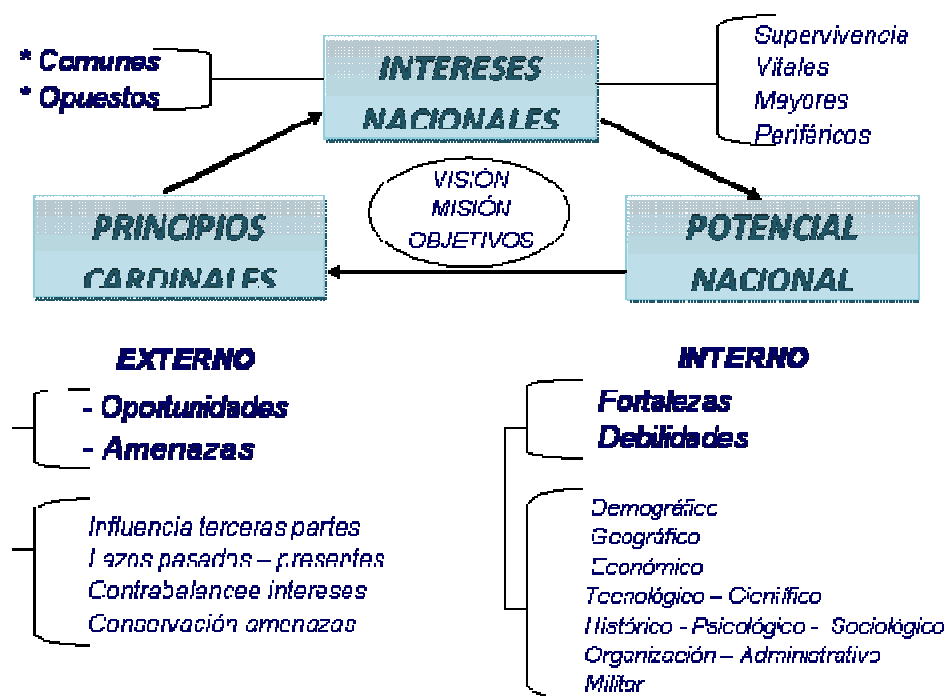 * Comunes
* Opuestos
INTERESES
NACIONALES
Supervivencia
Vitales
Mayores
Periféricos
PRINCIPIOS
CARDINALES
VISIÓN
MISIÓN
OBJETIVOS
POTENCIAL
NACIONAL
EXTERNO
- Oportunidades
- Amenazas
Influencia terceras partes
Lazos pasados – presentes
Contrabalancee intereses
Conservación amenazas
INTERNO
Fortalezas
Debilidades
Demográfico
Geográfico
Económico
Tecnológico – Científico
Histórico - Psicológico - Sociológico
Organización – Administrativo
Militar